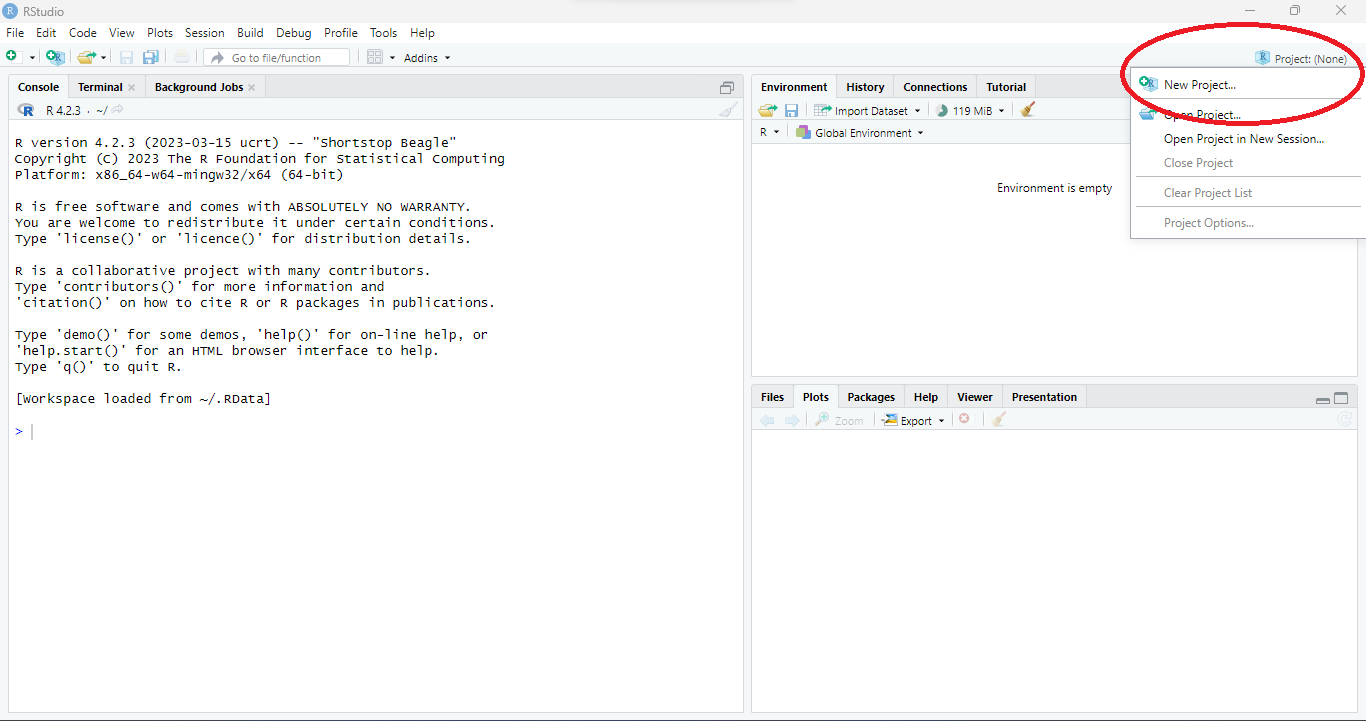 RStudio
File Edit Code View Plots Session Build Debug Profile Tools Help
Go to file/function Addins Project: (None)
Console Terminal Background Jobs
R 4.2.3 . ~/
R version 4.2.3 (2023-03-15 ucrt) -- "Shortstop Beagle"
Copyright (C) 2023 The R Foundation for Statistical Computing
Platform: x86_64-w64-mingw32/x64 (64-bit)
R is free software and comes with ABSOLUTELY NO WARRANTY.
You are welcome to redistribute it under certain conditions.
Type 'license()' or 'licence()' for distribution details.
R is a collaborative project with many contributors.
Type 'contributors()' for more information and
'citation()' on how to cite R or R packages in publications.
Type 'demo()' for some demos, 'help()' for on-line help, or
'help.start()' for an HTML browser interface to help.
Type 'q()' to quit R.
[Workspace loaded from ~/.RData]
>
Environment History Connections Tutorial
Import Dataset 119 MiB
R Global Environment
Environment is empty
New Project...
Open Project...
Open Project in New Session...
Close Project
Clear Project List
Project Options...
Files Plots Packages Help Viewer Presentation
Zoom Export